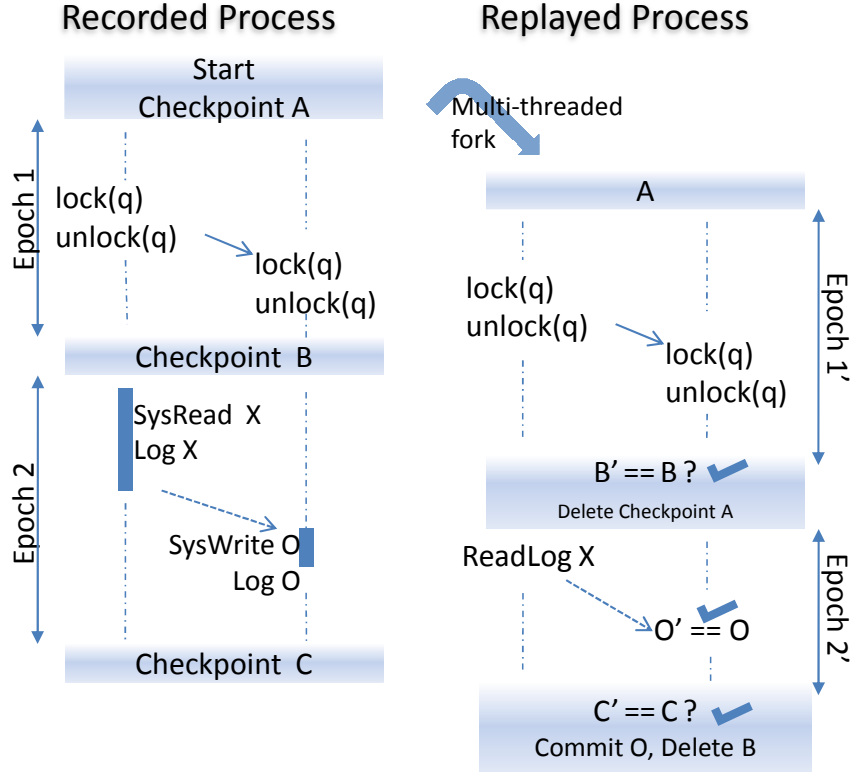 Recorded Process
Start
Checkpoint A
Epoch 1
lock(q)
unlock(q)
lock(q)
unlock(q)
Checkpoint B
Epoch 2
SysRead X
Log X
SysWrite O
Log O
Checkpoint C
Replayed Process
Multi-threaded
fork
A
lock(q)
unlock(q)
lock(q)
unlock(q)
Epoch 1’
B’ == B ?
Delete Checkpoint A
ReadLog X
O’ == O
Epoch 2’
C’ == C ?
Commit O, Delete B